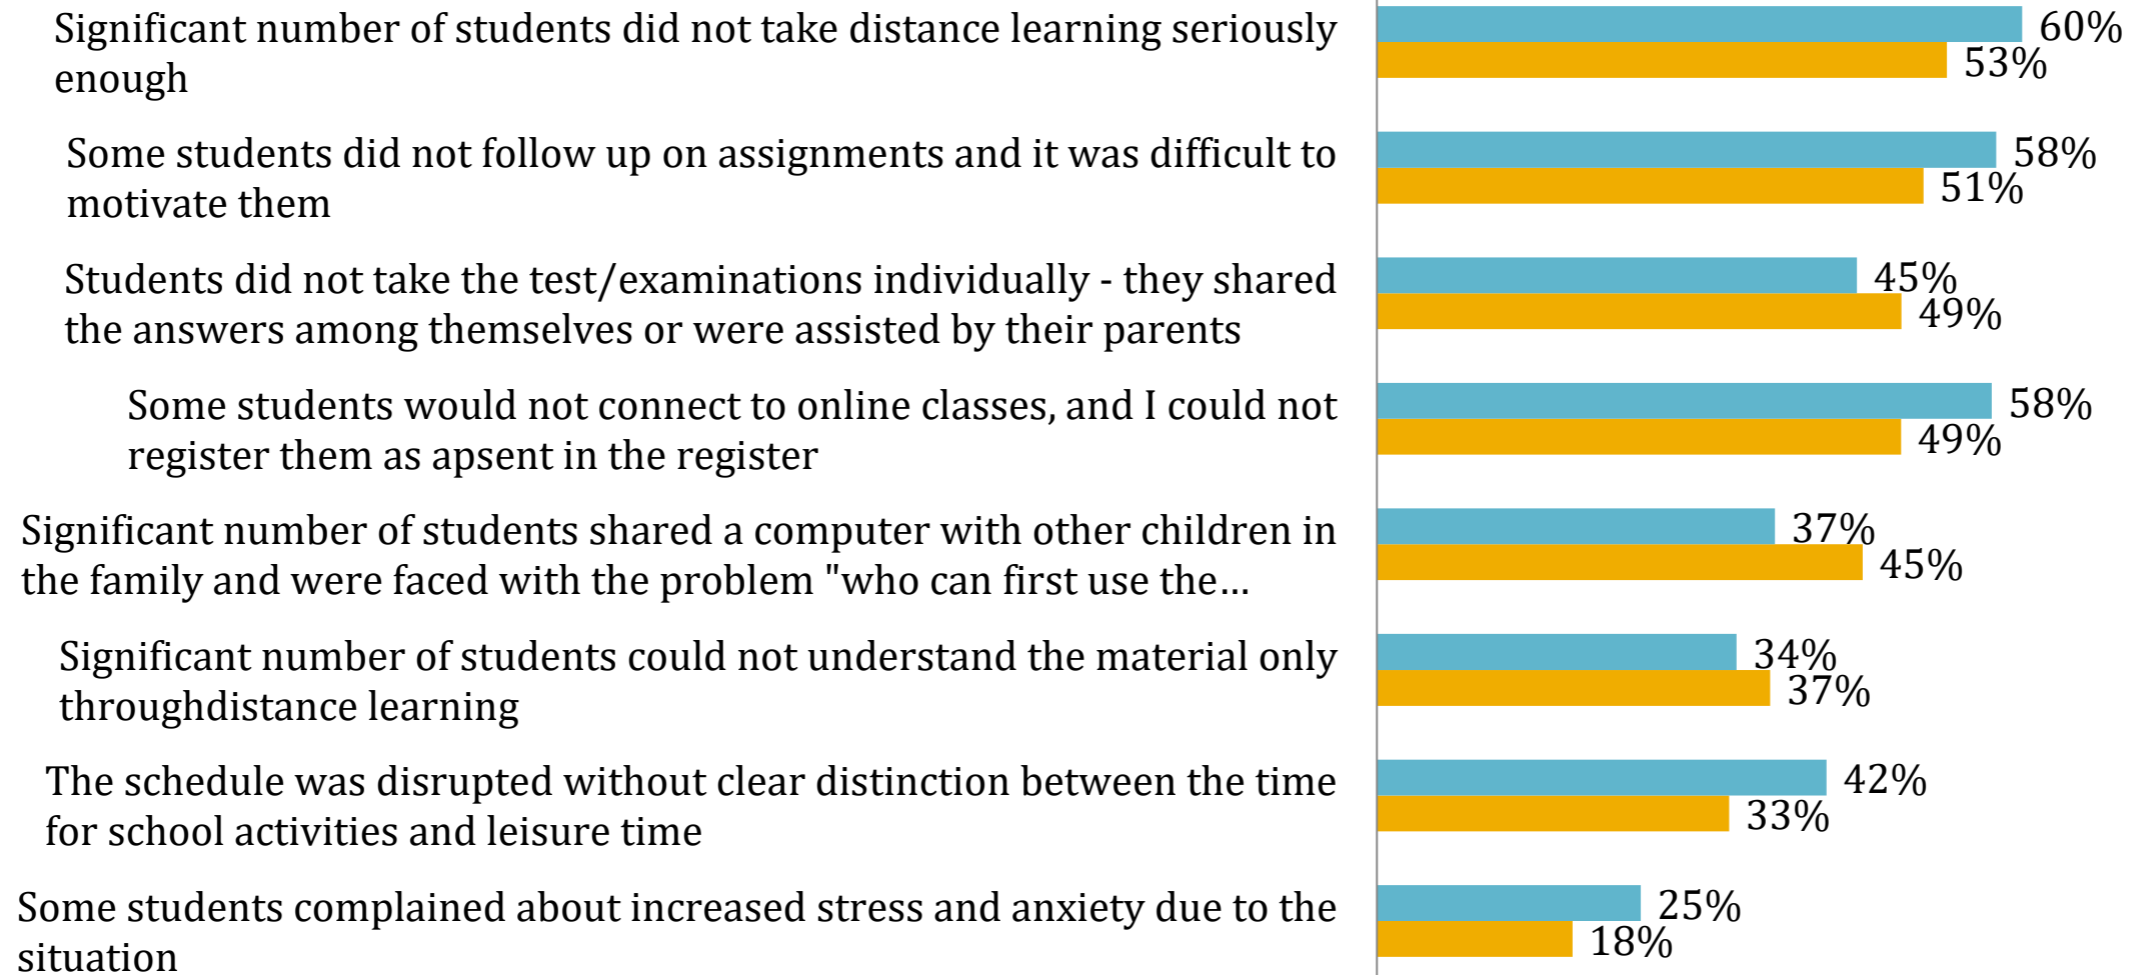 Significant number of students did not take distance learning seriously
enough
60%
53%
Some students did not follow up on assignments and it was difficult to
motivate them
58%
51%
Students did not take the test/examinations individually - they shared
the answers among themselves or were assisted by their parents
45%
49%
Some students would not connect to online classes, and I could not
register them as apsent in the register
58%
49%
Significant number of students shared a computer with other children in
the family and were faced with the problem "who can first use the...
37%
45%
Significant number of students could not understand the material only
throughdistance learning
34%
37%
The schedule was disrupted without clear distinction between the time
for school activities and leisure time
42%
33%
Some students complained about increased stress and anxiety due to the
situation
25%
18%